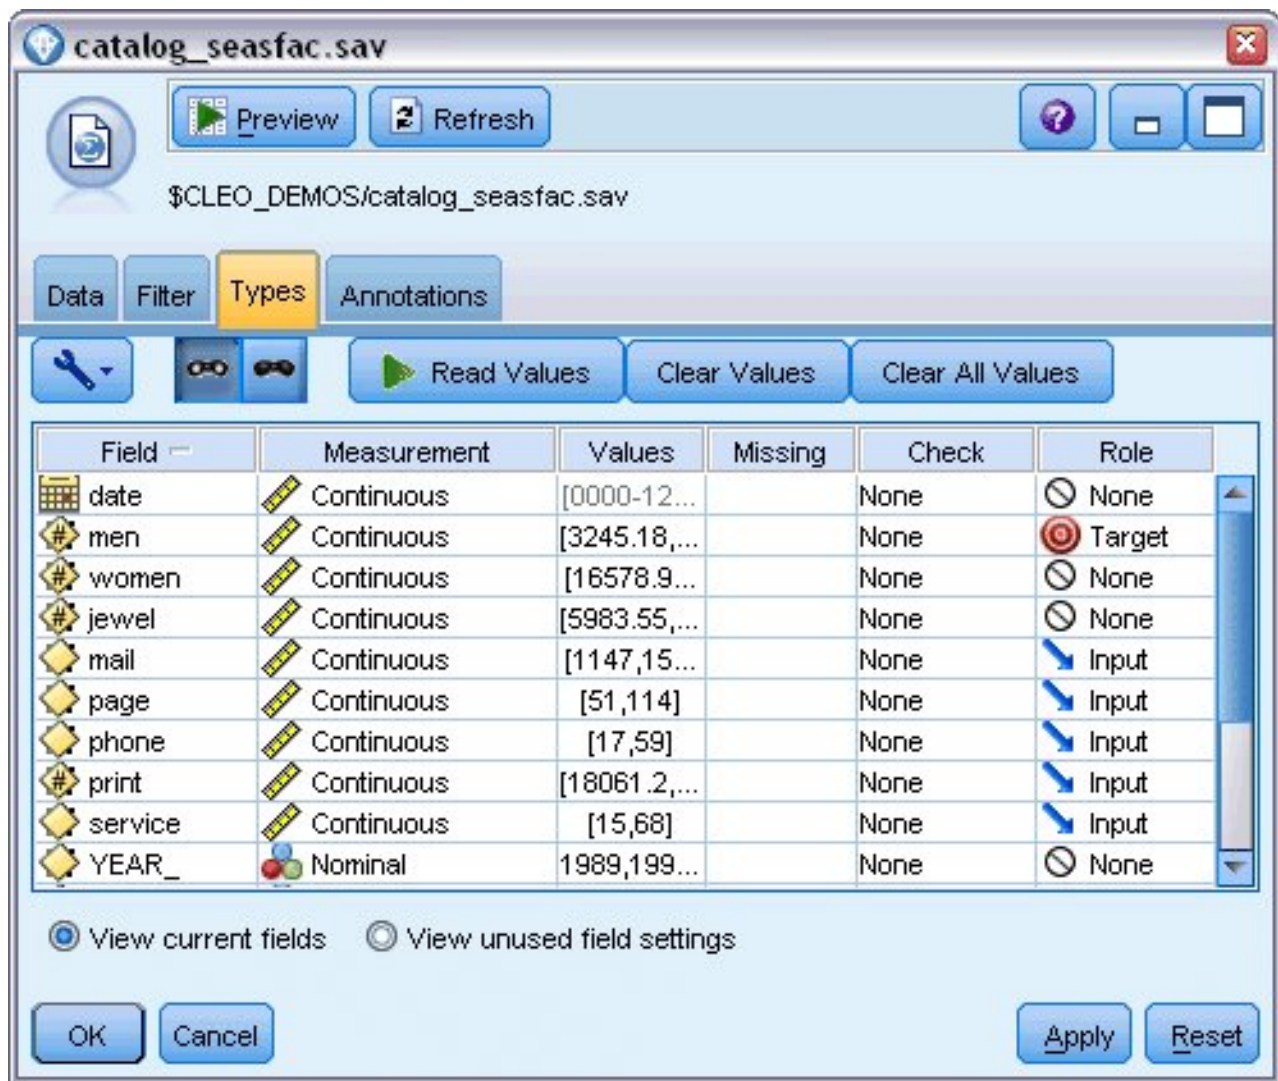 catalog_seasfac.sav
Preview Refresh
$CLEO_DEMOS/catalog_seasfac.sav
Data Filter Types Annotations
Read Values Clear Values Clear All Values
Field Measurement Values Missing Check Role
date Continuous [0000-12... None None
men Continuous [3245.18,... None Target
women Continuous [16578.9... None None
jewel Continuous [5983.55,... None None
mail Continuous [1147,15... None Input
page Continuous [51,114] None Input
phone Continuous [17,59] None Input
print Continuous [18061.2,... None Input
service Continuous [15,68] None Input
YEAR_ Nominal 1989,199... None None
View current fields View unused field settings
OK Cancel Apply Reset